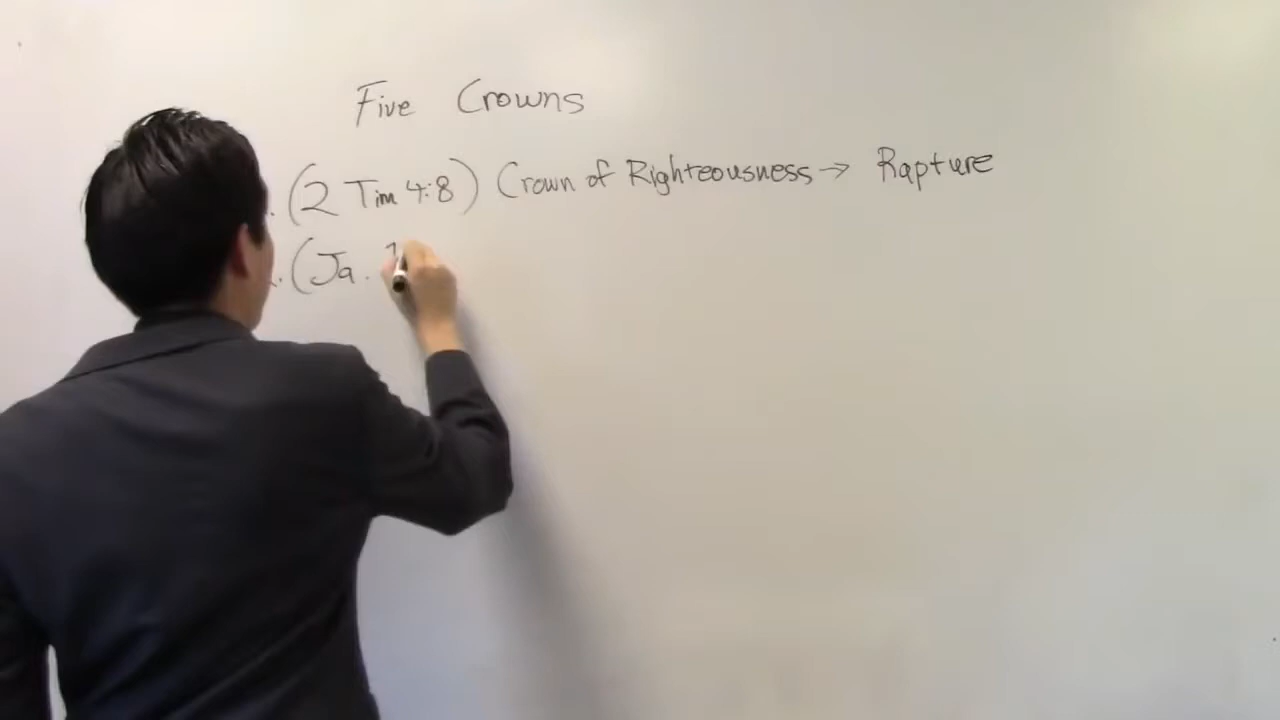 Five Crowns
. (2 Tim 4:8) Crown of Righteousness → Rapture
. (Ja.